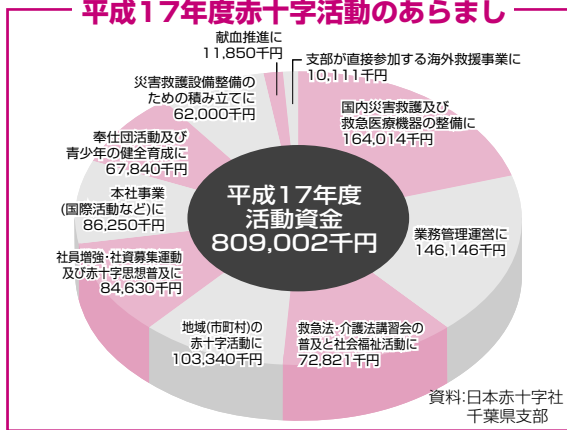 平成17年度赤十字活動のあらまし
献血推進に
11,850千円
支部が直接参加する海外救援事業に
10,111千円
災害救護設備整備の
ための積み立てに
62,000千円
国内災害救護及び
救急医療機器の整備に
164,014千円
奉仕団活動及び
青少年の健全育成に
67,840千円
平成17年度
活動資金
809,002千円
本社事業
(国際活動など)に
86,250千円
業務管理運営に
146,146千円
社員増強・社資募集運動
及び赤十字思想普及に
84,630千円
地域(市町村)の
赤十字活動に
103,340千円
救急法・介護法講習会の
普及と社会福祉活動に
72,821千円
資料:日本赤十字社
千葉県支部